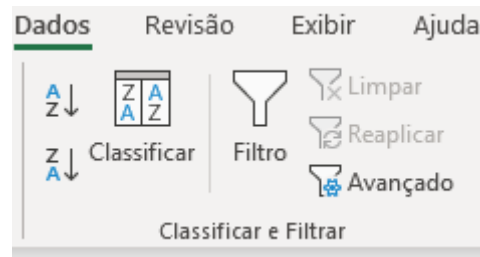 Dados Revisão Exibir Ajuda
A Z
Z A
Z A A Z
Classificar
Filtro
Limpar
Reaplicar
Avançado
Classificar e Filtrar